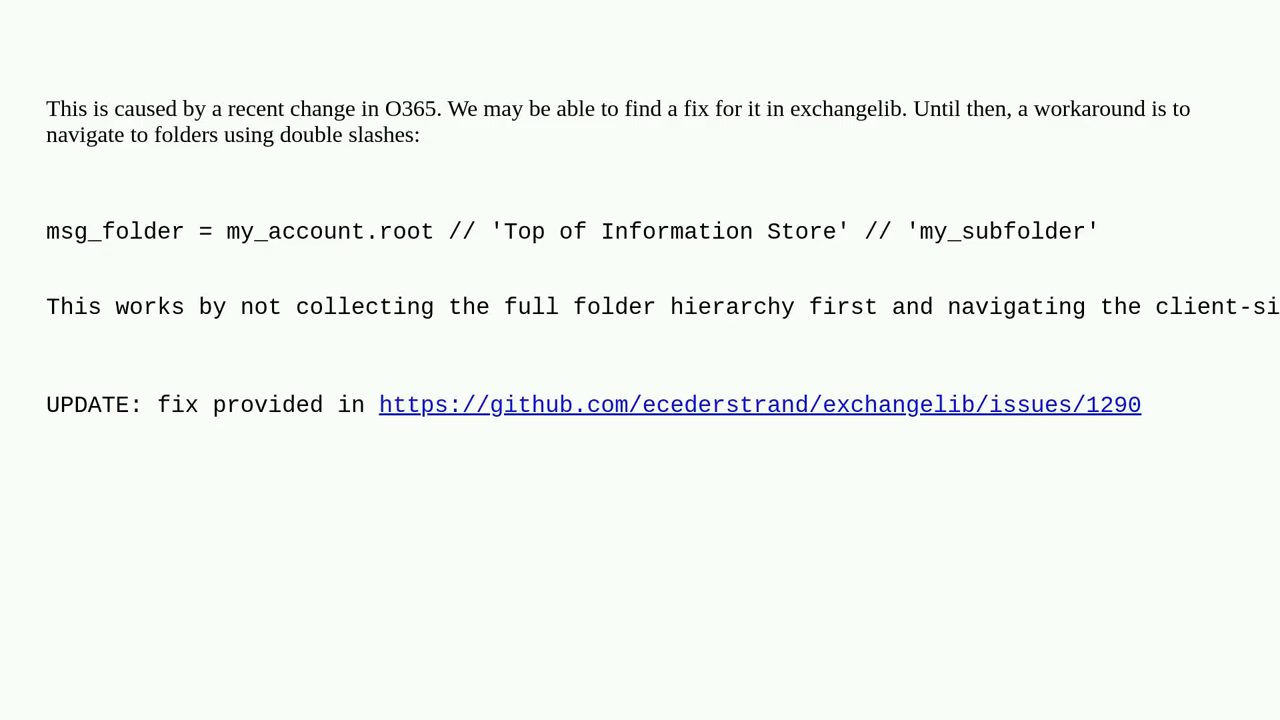 This is caused by a recent change in O365. We may be able to find a fix for it in exchangelib. Until then, a workaround is to
navigate to folders using double slashes:
msg_folder = my_account.root // 'Top of Information Store' // 'my_subfolder'
This works by not collecting the full folder hierarchy first and navigating the client-si
UPDATE: fix provided in https://github.com/ecederstrand/exchangelib/issues/1290